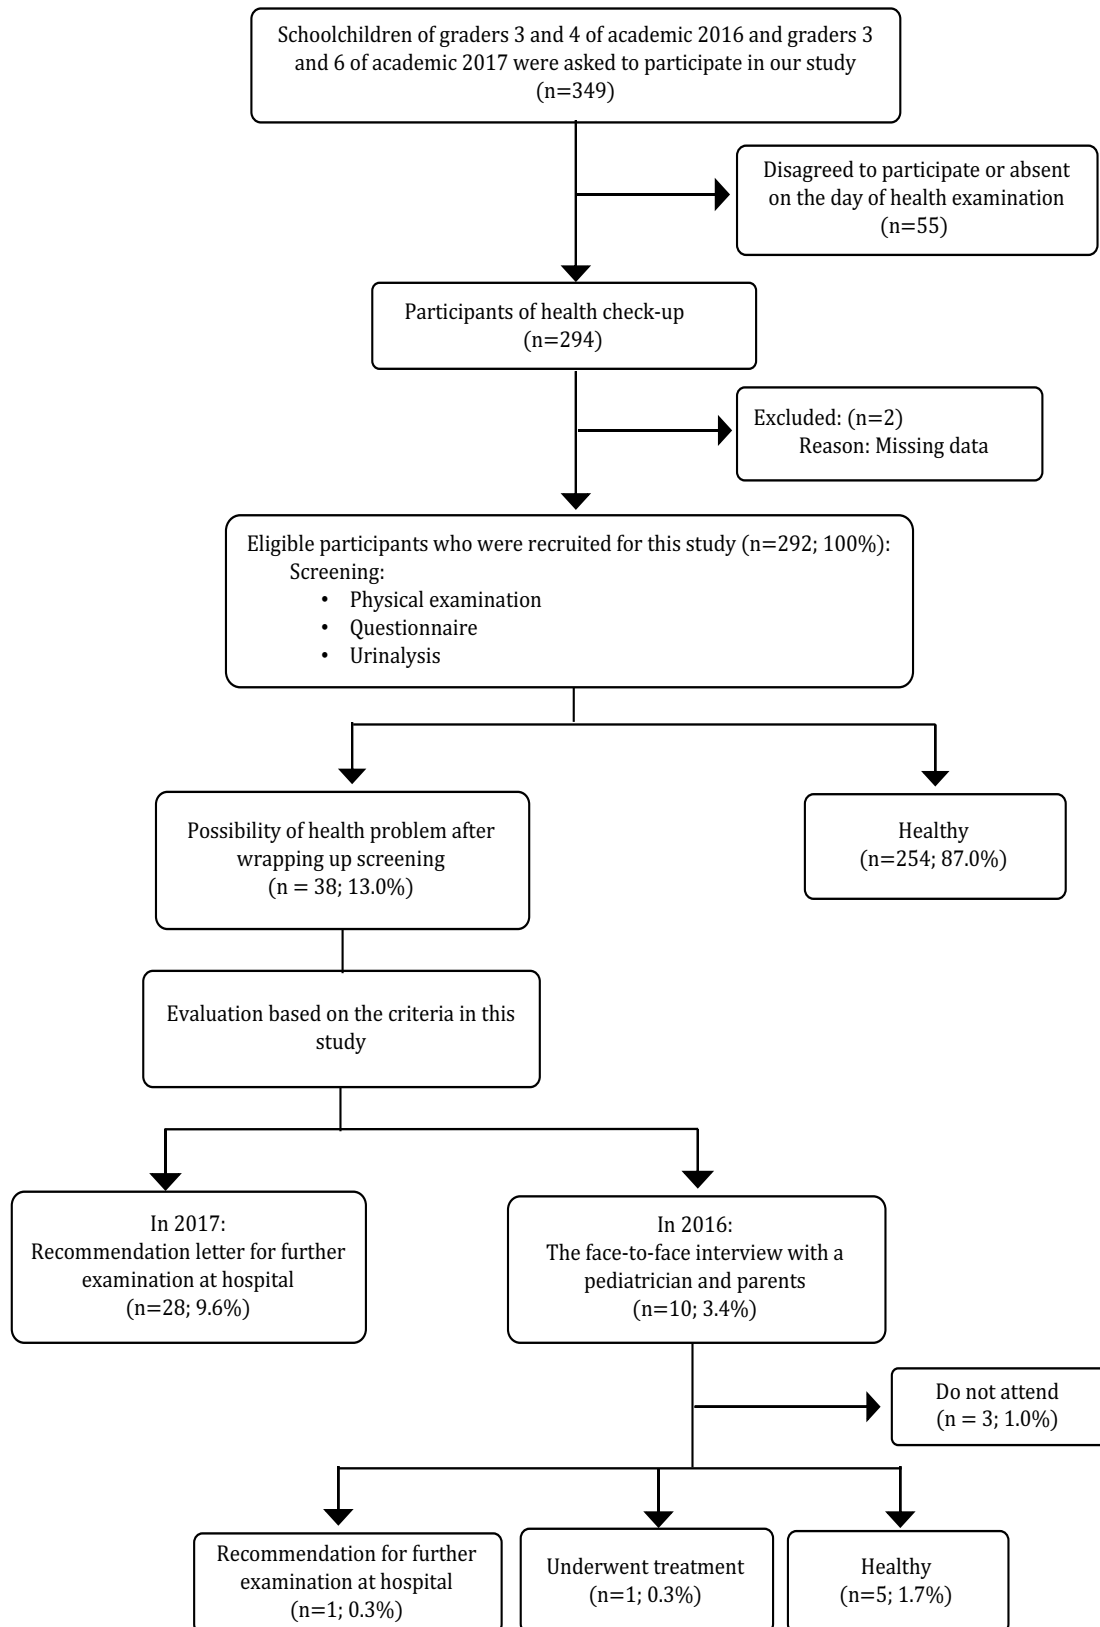 Schoolchildren of graders 3 and 4 of academic 2016 and graders 3
and 6 of academic 2017 were asked to participate in our study
(n=349)
Disagreed to participate or absent
on the day of health examination
(n=55)
Participants of health check-up
(n=294)
Excluded: (n=2)
Reason: Missing data
Eligible participants who were recruited for this study (n=292; 100%):
Screening:
• Physical examination
• Questionnaire
• Urinalysis
Possibility of health problem after
wrapping up screening
(n = 38; 13.0%)
Healthy
(n=254; 87.0%)
Evaluation based on the criteria in this
study
In 2017:
Recommendation letter for further
examination at hospital
(n=28; 9.6%)
In 2016:
The face-to-face interview with a
pediatrician and parents
(n=10; 3.4%)
Do not attend
(n = 3; 1.0%)
Recommendation for further
examination at hospital
(n=1; 0.3%)
Underwent treatment
(n=1; 0.3%)
Healthy
(n=5; 1.7%)